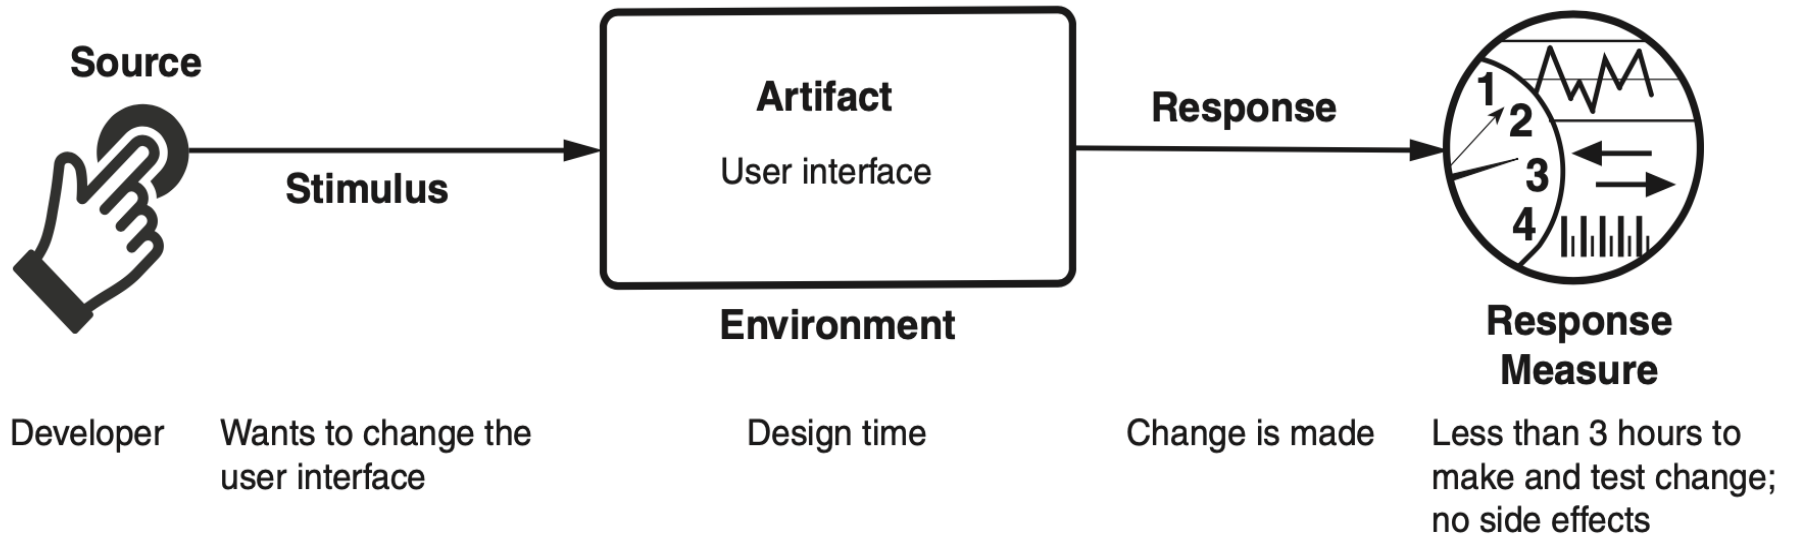 Source
Stimulus
Artifact
User interface
Environment
Response
1
2
3
4
Response
Measure
Developer
Wants to change the
user interface
Design time
Change is made
Less than 3 hours to
make and test change;
no side effects